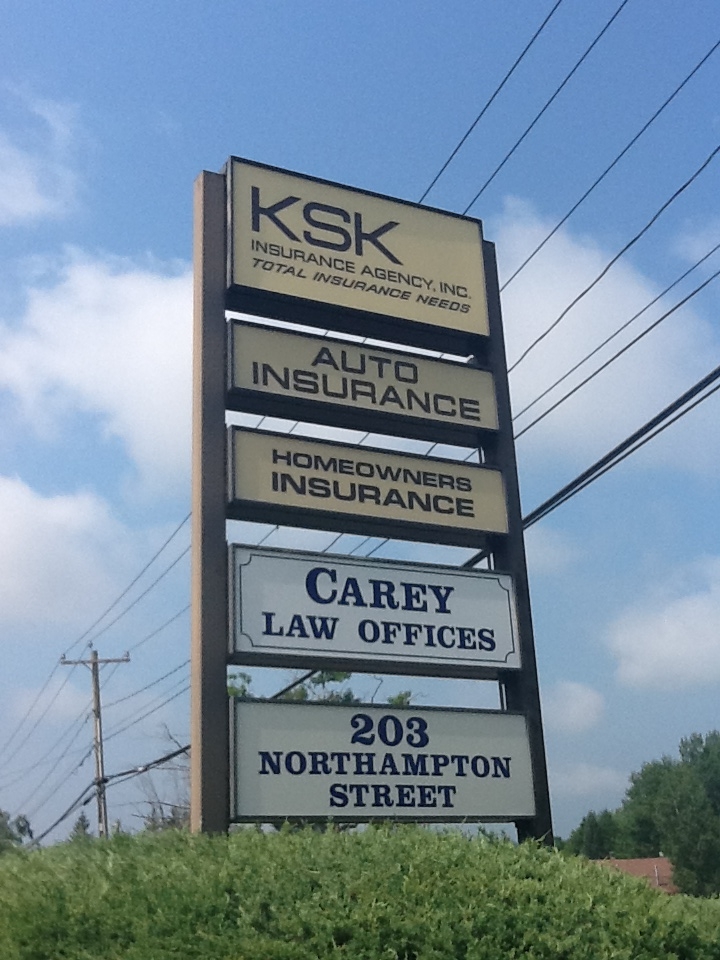 KSK
INSURANCE AGENCY, INC.
TOTAL INSURANCE NEEDS
AUTO
INSURANCE
HOMEOWNERS
INSURANCE
CAREY
LAW OFFICES
203
NORTHAMPTON
STREET